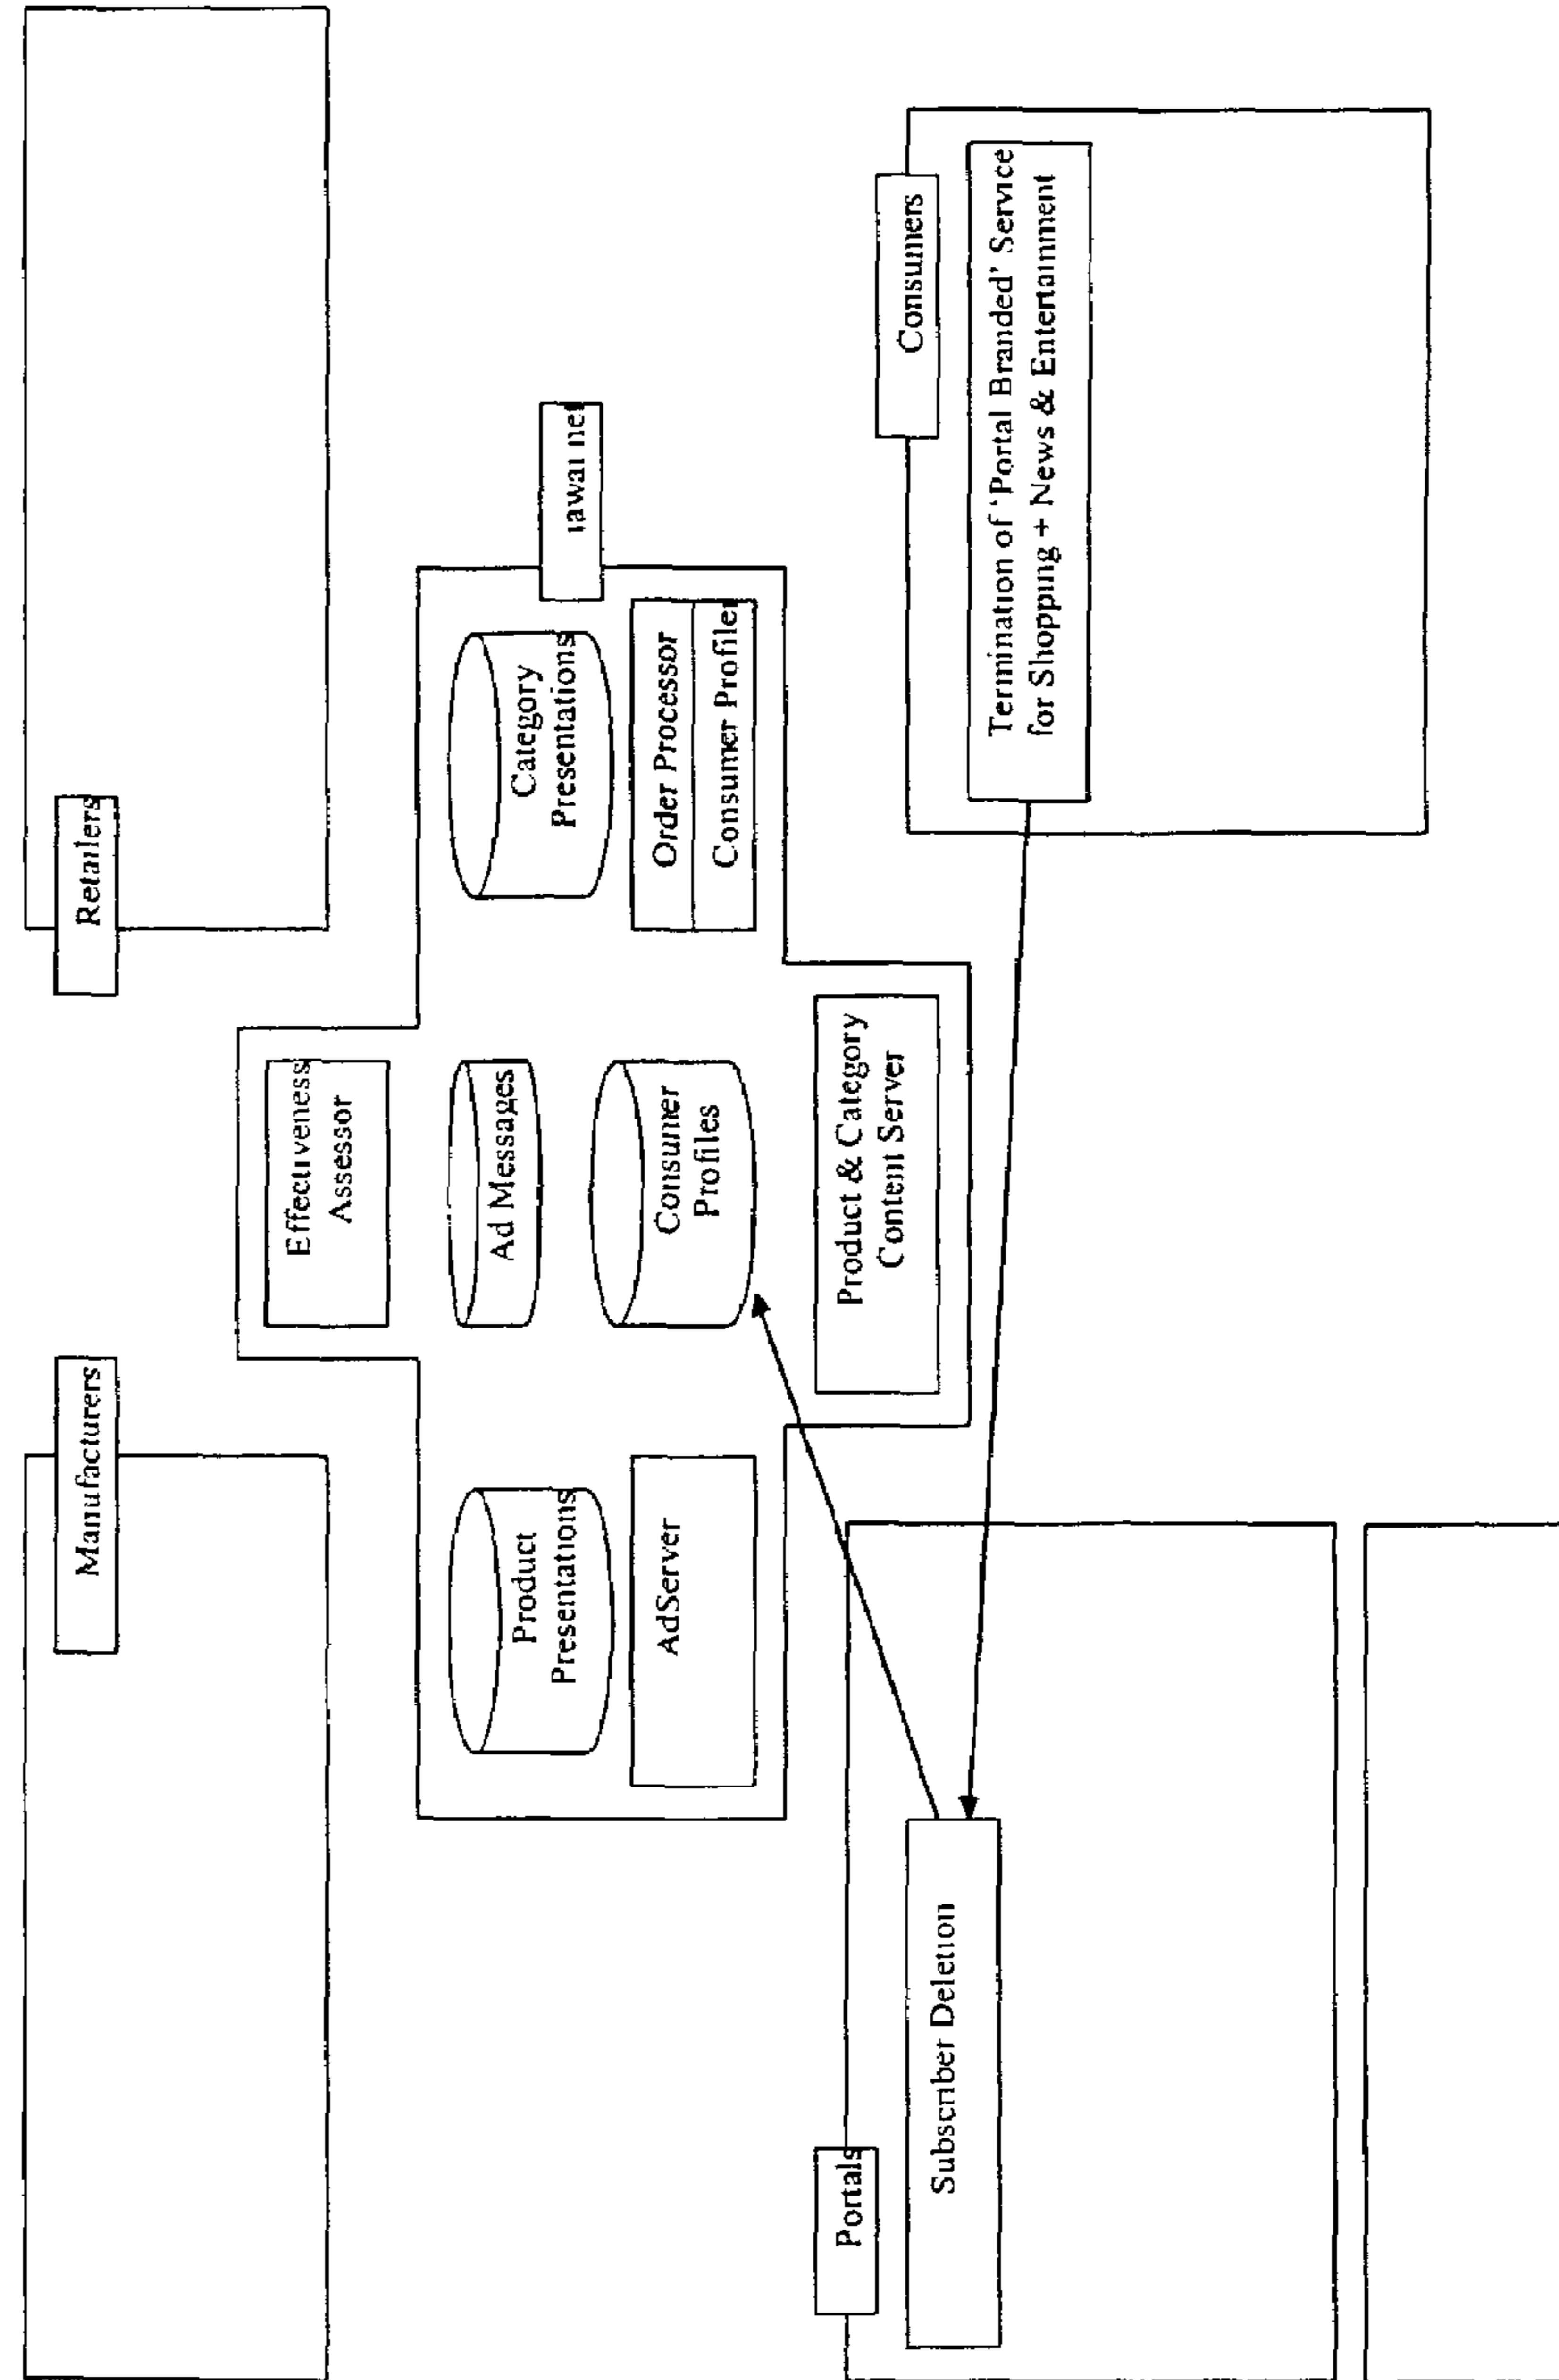 Manufacturers
Retailers
Effectiveness
Assessor
Product
Presentations
Ad Messages
Category
Presentations
AdServer
Consumer
Profiles
Order Processor
Consumer Profiler
Product & Category
Content Server
Portals
Subscriber Deletion
Consumers
Termination of 'Portal Branded' Service
for Shopping + News & Entertainment